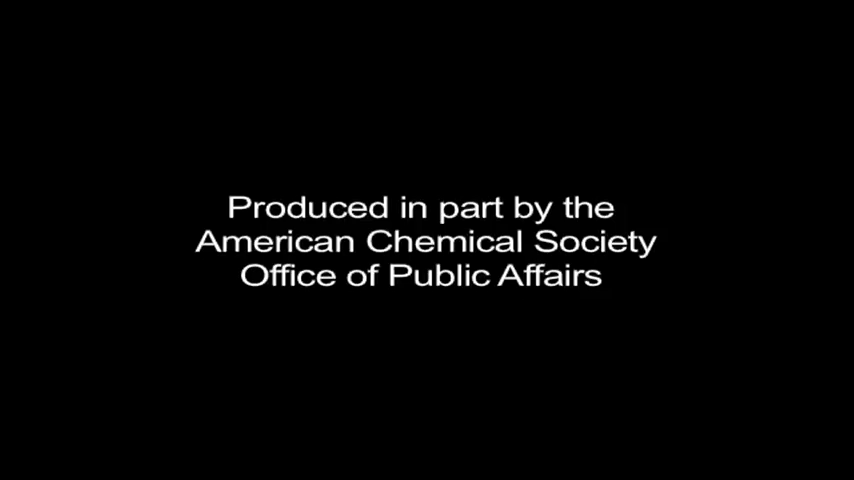 Produced in part by the
American Chemical Society
Office of Public Affairs